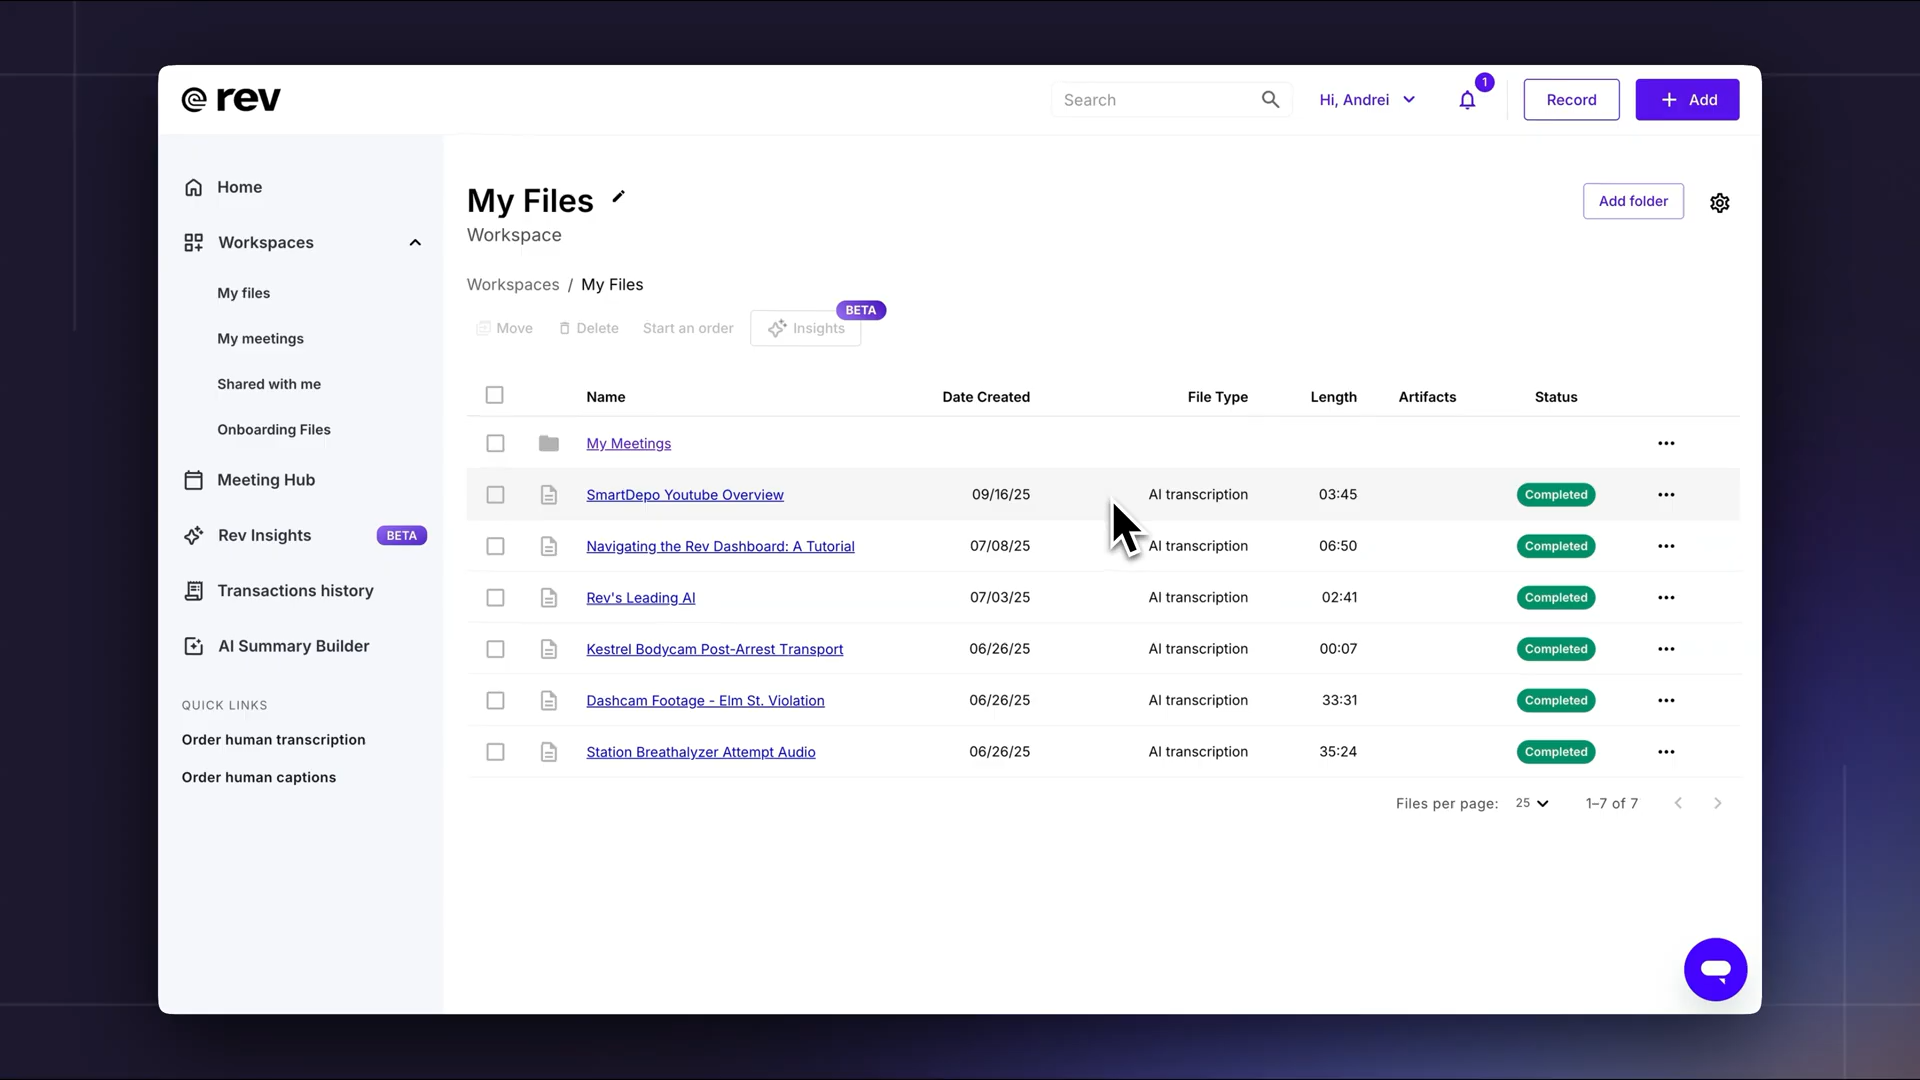 rev
Search
Hi, Andrei
1
Record
+ Add
Home
Workspaces
My files
My meetings
Shared with me
Onboarding Files
Meeting Hub
Rev Insights BETA
Transactions history
AI Summary Builder
QUICK LINKS
Order human transcription
Order human captions
My Files
Workspace
Add folder
Workspaces / My Files
Move Delete Start an order Insights BETA
Name Date Created File Type Length Artifacts Status
My Meetings
SmartDepo Youtube Overview 09/16/25 AI transcription 03:45 Completed
Navigating the Rev Dashboard: A Tutorial 07/08/25 AI transcription 06:50 Completed
Rev's Leading AI 07/03/25 AI transcription 02:41 Completed
Kestrel Bodycam Post-Arrest Transport 06/26/25 AI transcription 00:07 Completed
Dashcam Footage - Elm St. Violation 06/26/25 AI transcription 33:31 Completed
Station Breathalyzer Attempt Audio 06/26/25 AI transcription 35:24 Completed
Files per page: 25 1–7 of 7